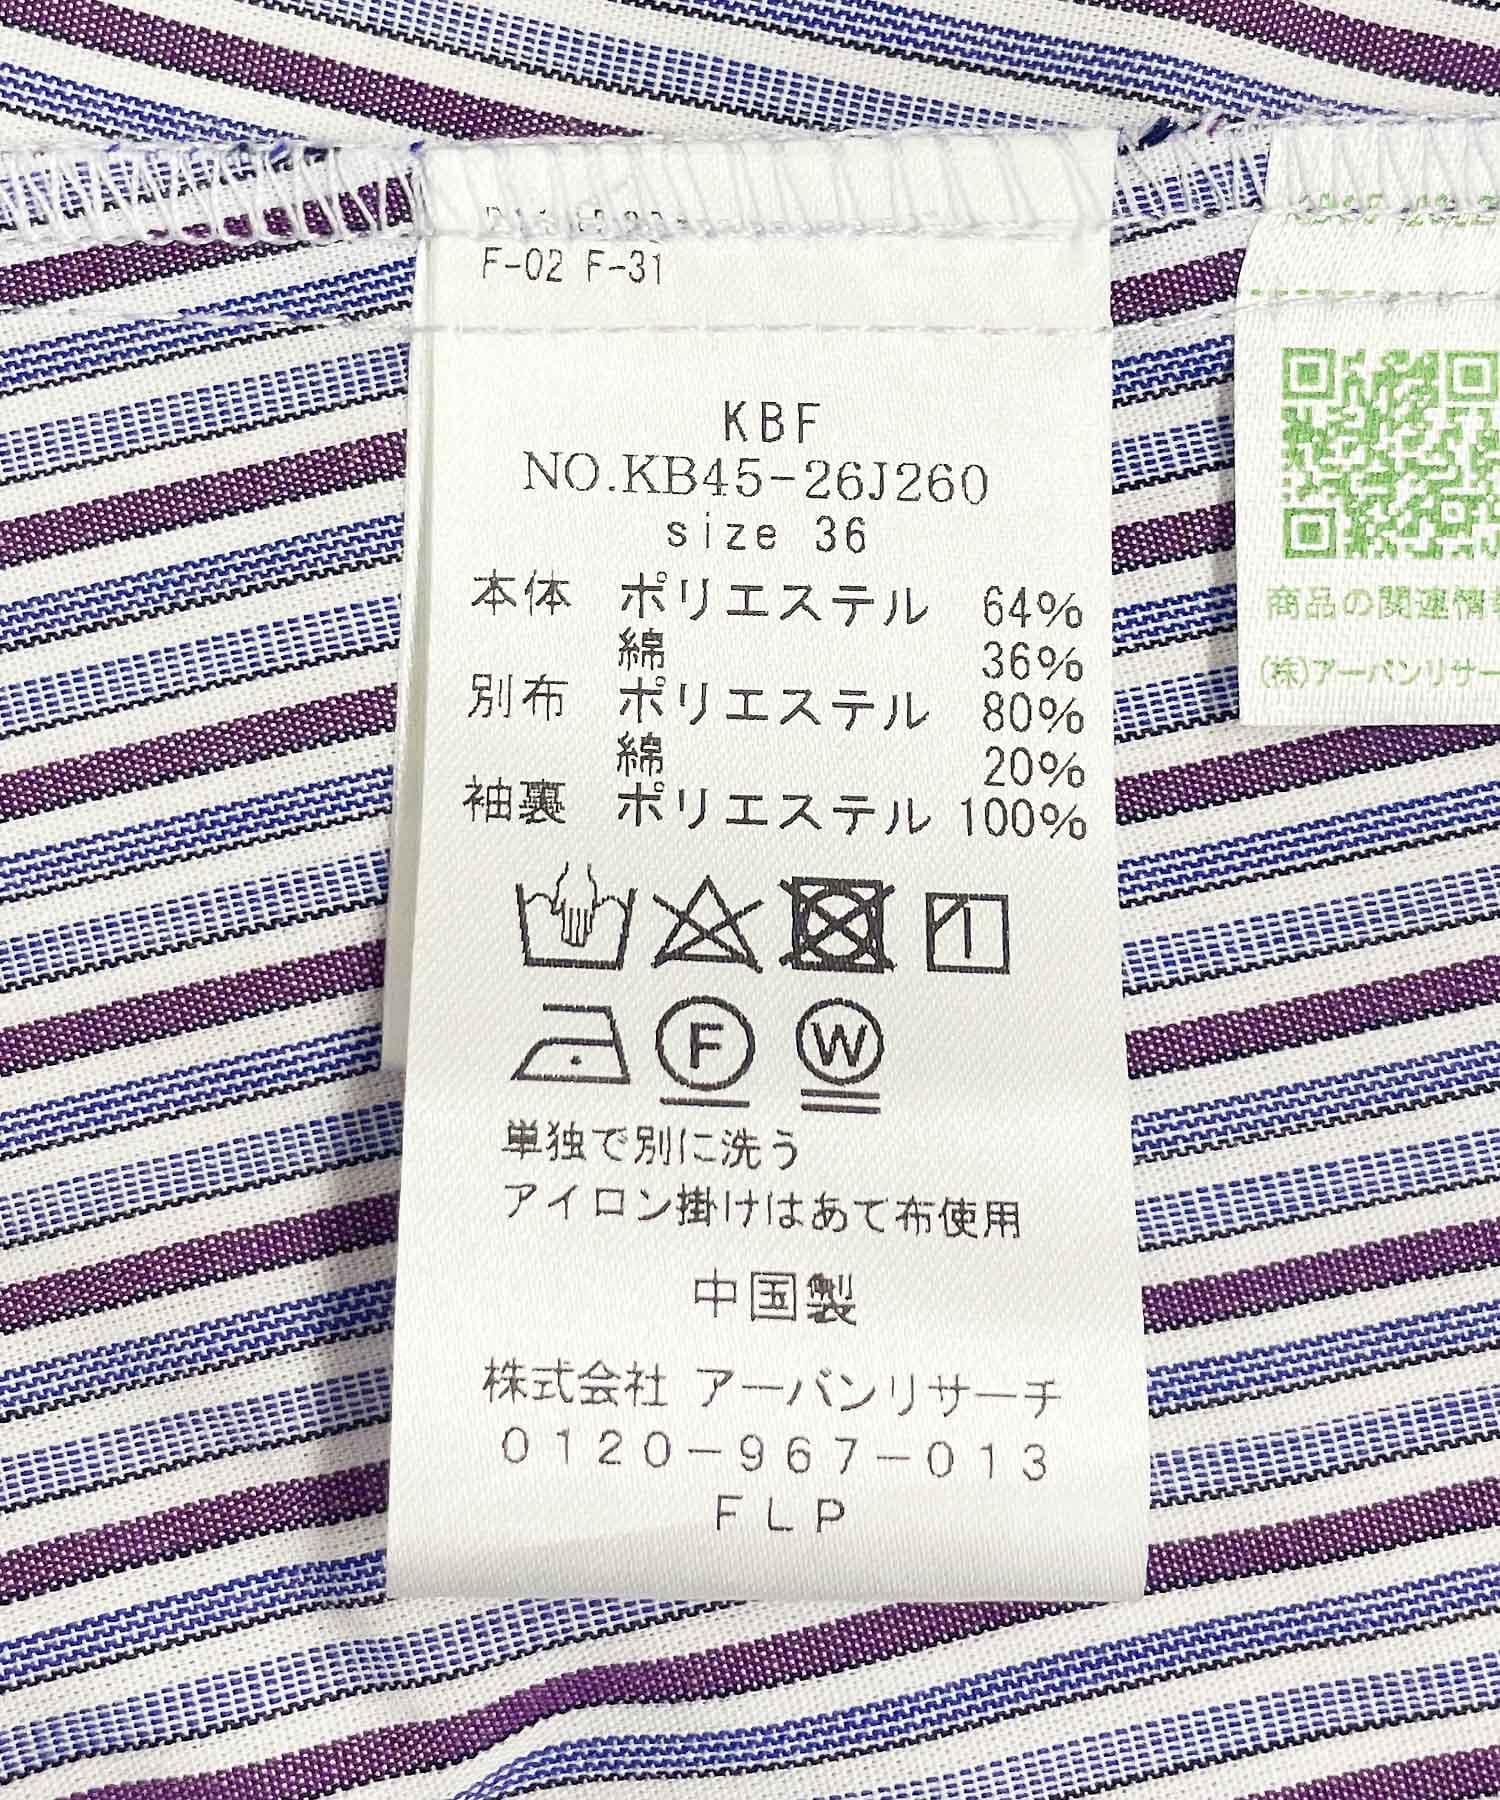 F-02 F-31
KBF
NO.KB45-26J260
size 36
本体 ポリエステル 64%
綿 36%
別布 ポリエステル 80%
綿 20%
袖裏 ポリエステル 100%
F W
単独で別に洗う
アイロン掛けはあて布使用
中国製
株式会社 アーバンリサーチ
0120-967-013
FLP
商品の関連情
(株)アーバンリサー